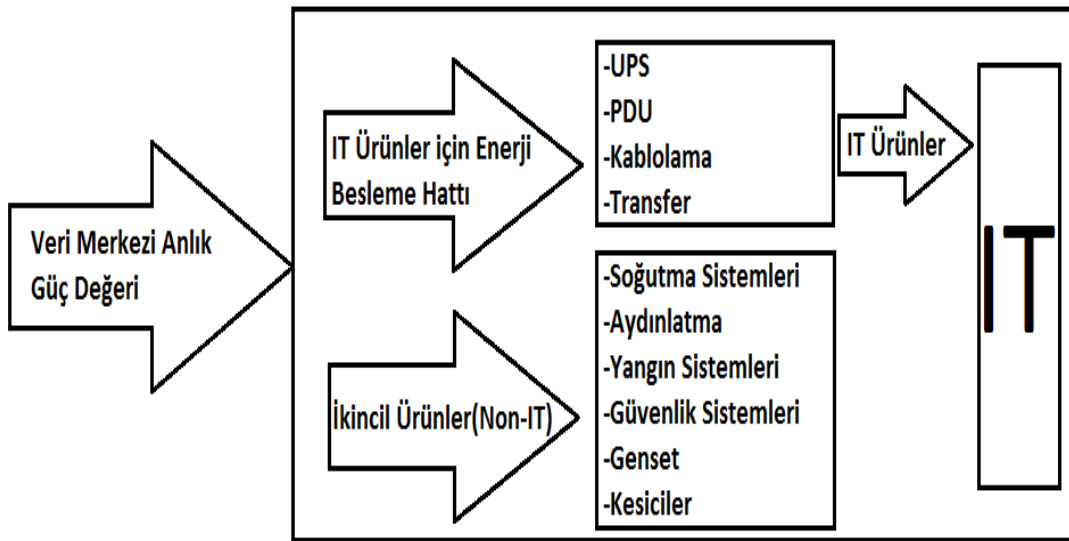 Veri Merkezi Anlık
Güç Değeri
IT Ürünler için Enerji
Besleme Hattı
-UPS
-PDU
-Kablolama
-Transfer
IT Ürünler
IT
İkincil Ürünler(Non-IT)
-Soğutma Sistemleri
-Aydınlatma
-Yangın Sistemleri
-Güvenlik Sistemleri
-Genset
-Kesiciler